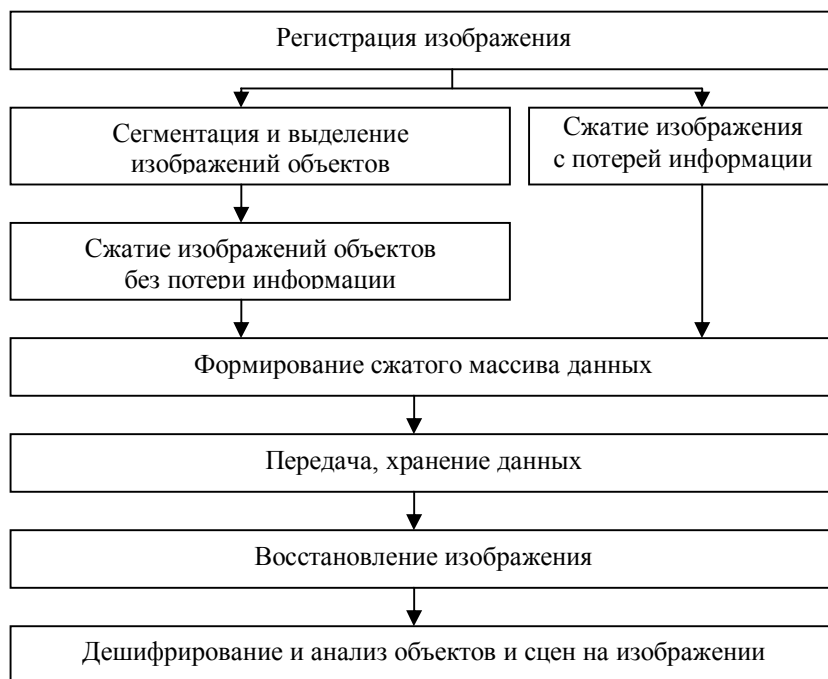 Регистрация изображения
Сегментация и выделение
изображений объектов
Сжатие изображения
с потерей информации
Сжатие изображений объектов
без потери информации
Формирование сжатого массива данных
Передача, хранение данных
Восстановление изображения
Дешифрирование и анализ объектов и сцен на изображении